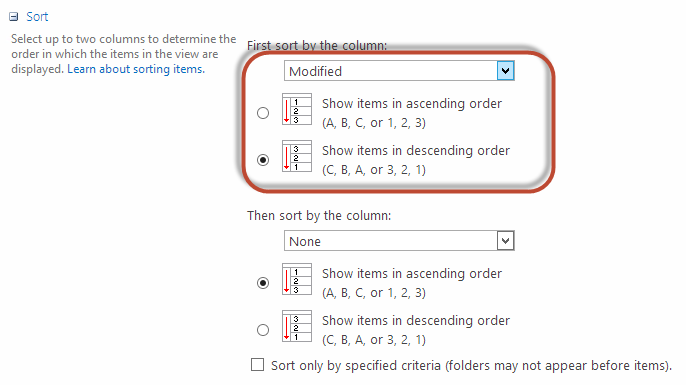 Sort
Select up to two columns to determine the
order in which the items in the view are
displayed. Learn about sorting items.
First sort by the column:
Modified
1
2
3
Show items in ascending order
(A, B, C, or 1, 2, 3)
3
2
1
Show items in descending order
(C, B, A, or 3, 2, 1)
Then sort by the column:
None
1
2
3
Show items in ascending order
(A, B, C, or 1, 2, 3)
3
2
1
Show items in descending order
(C, B, A, or 3, 2, 1)
Sort only by specified criteria (folders may not appear before items).